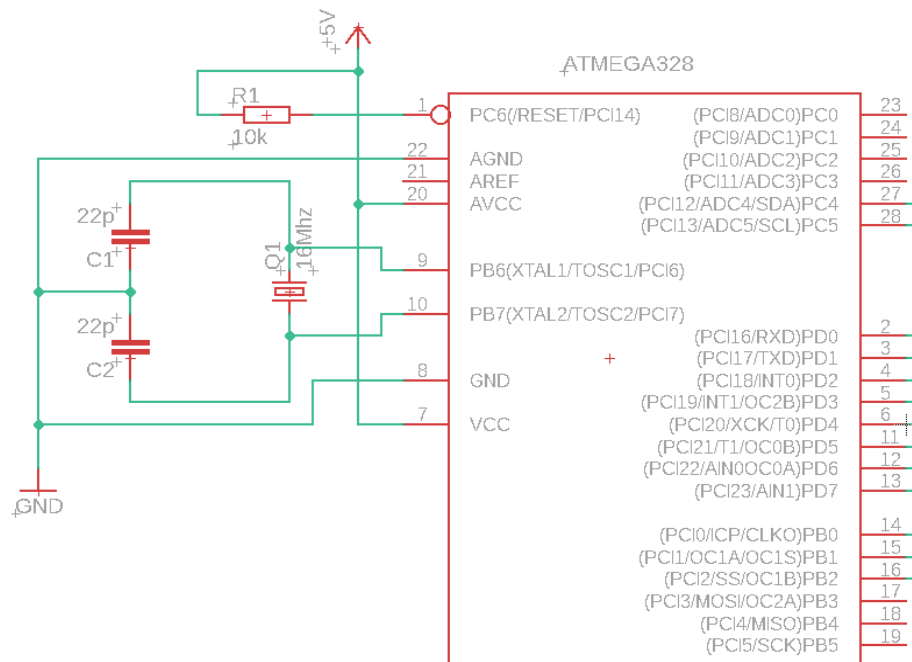 +5V
ATMEGA328
R1
10k
1
PC6(/RESET/PCI14)
22
AGND
21
AREF
20
AVCC
22p
C1
Q1
16Mhz
9
PB6(XTAL1/TOSC1/PCI6)
10
PB7(XTAL2/TOSC2/PCI7)
22p
C2
8
GND
7
VCC
GND
(PCI8/ADC0)PC0
23
(PCI9/ADC1)PC1
24
(PCI10/ADC2)PC2
25
(PCI11/ADC3)PC3
26
(PCI12/ADC4/SDA)PC4
27
(PCI13/ADC5/SCL)PC5
28
(PCI16/RXD)PD0
2
(PCI17/TXD)PD1
3
(PCI18/INT0)PD2
4
(PCI19/INT1/OC2B)PD3
5
(PCI20/XCK/T0)PD4
6
(PCI21/T1/OC0B)PD5
11
(PCI22/AIN0OC0A)PD6
12
(PCI23/AIN1)PD7
13
(PCI0/ICP/CLKO)PB0
14
(PCI1/OC1A/OC1S)PB1
15
(PCI2/SS/OC1B)PB2
16
(PCI3/MOSI/OC2A)PB3
17
(PCI4/MISO)PB4
18
(PCI5/SCK)PB5
19